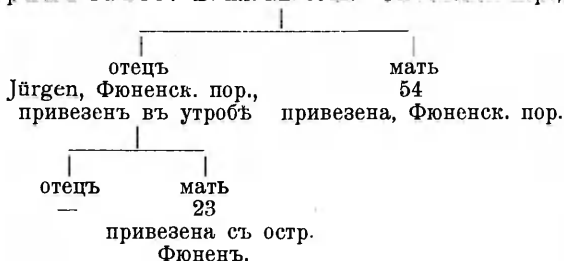 отецъ мать
Jürgen, Фюненск. пор., 54
привезенъ въ утробѣ привезена, Фюненск. пор.
отецъ мать
— 23
привезена съ остр.
Фюненъ.